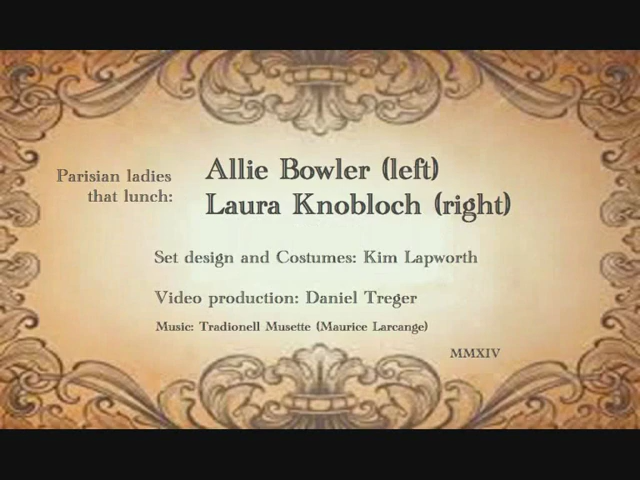 Parisian ladies
that lunch:
Allie Bowler (left)
Laura Knobloch (right)
Set design and Costumes: Kim Lapworth
Video production: Daniel Treger
Music: Tradionell Musette (Maurice Larcange)
MMXIV